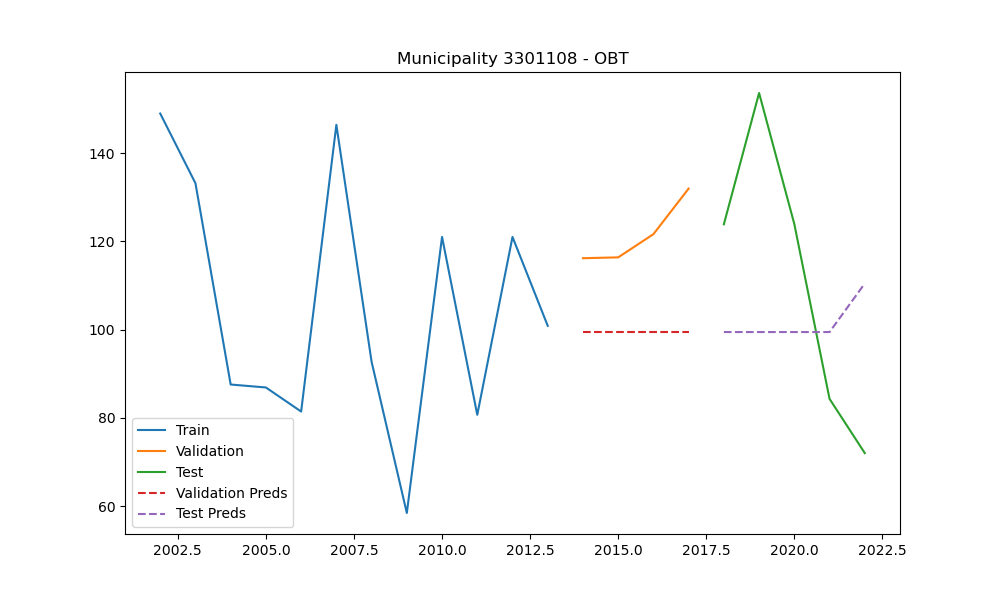 Municipality 3301108 - OBT
140
120
100
80
60
Train
Validation
Test
Validation Preds
Test Preds
2002.5 2005.0 2007.5 2010.0 2012.5 2015.0 2017.5 2020.0 2022.5